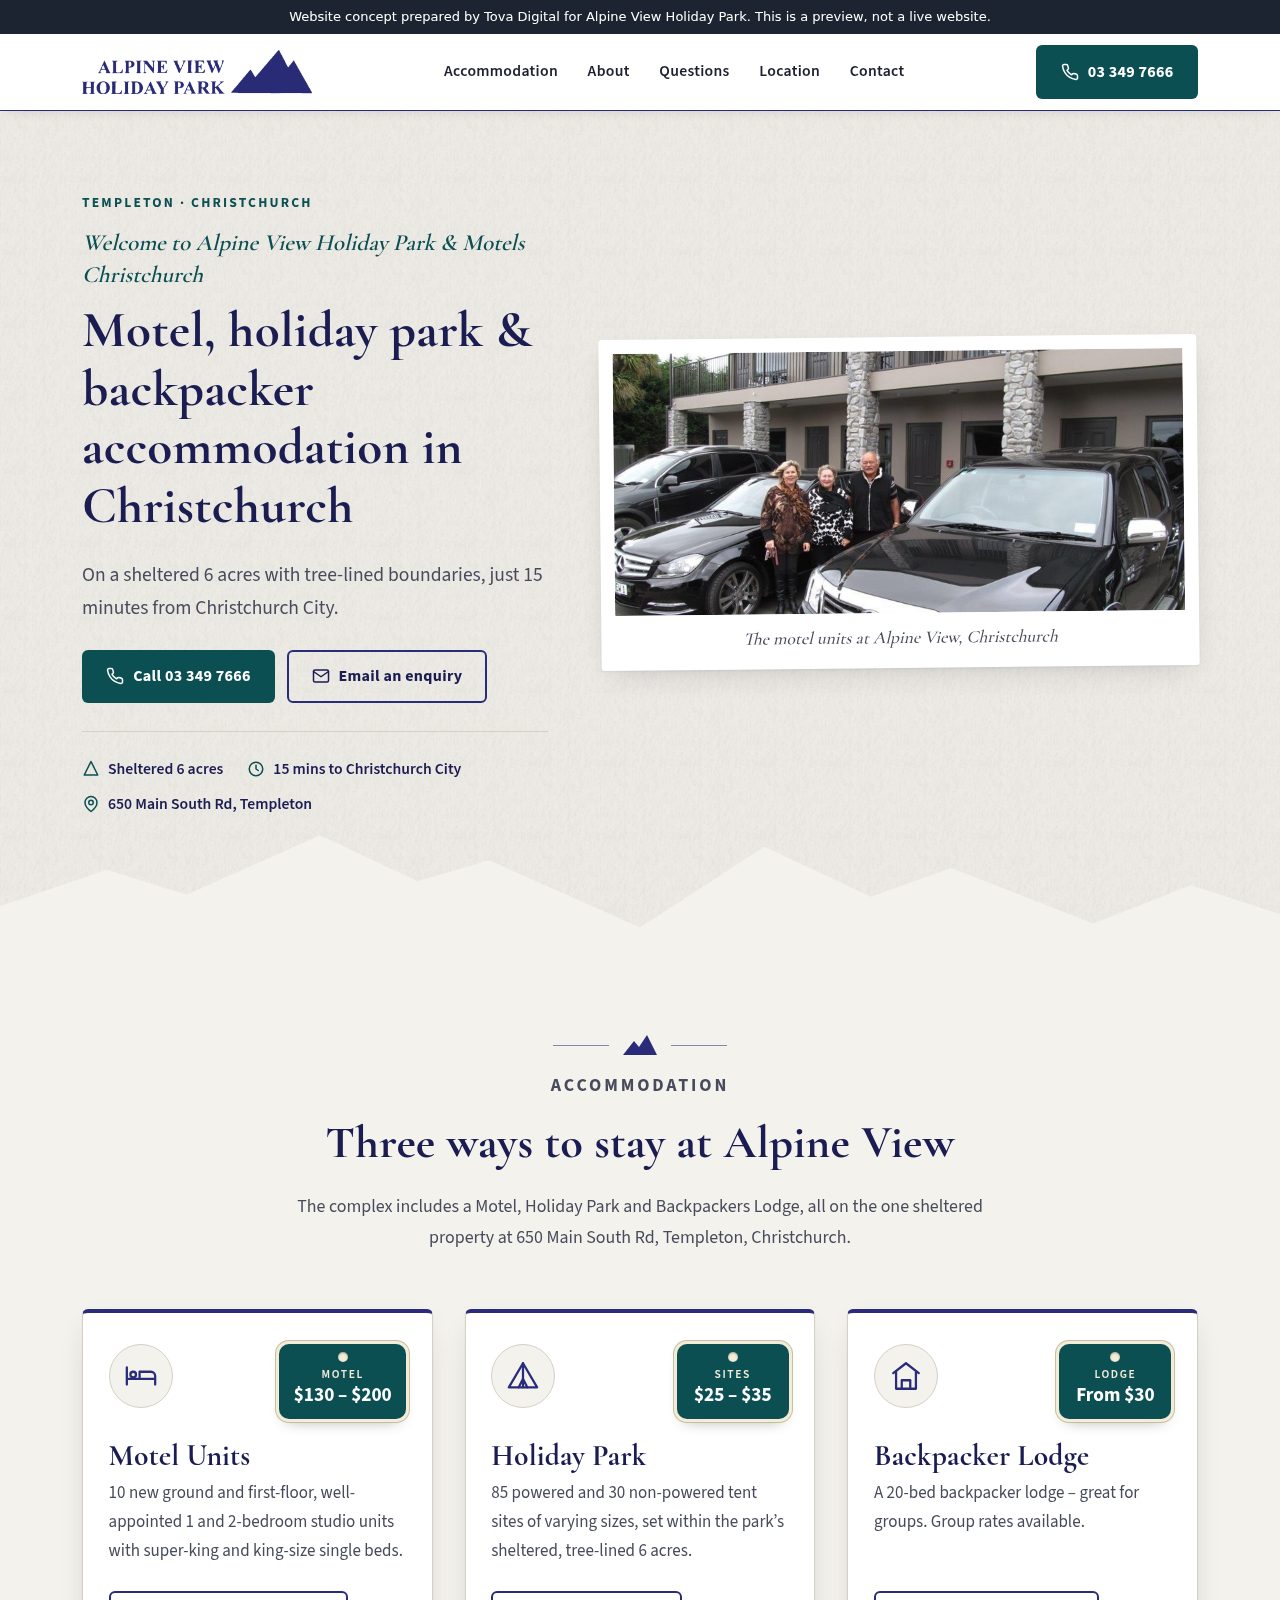 Website concept prepared by Tova Digital for Alpine View Holiday Park. This is a preview, not a live website.
ALPINE VIEW
HOLIDAY PARK
Accommodation
About
Questions
Location
Contact
03 349 7666
TEMPLETON · CHRISTCHURCH
Welcome to Alpine View Holiday Park & Motels
Christchurch
Motel, holiday park &
backpacker
accommodation in
Christchurch
On a sheltered 6 acres with tree-lined boundaries, just 15
minutes from Christchurch City.
Call 03 349 7666
Email an enquiry
Sheltered 6 acres
15 mins to Christchurch City
650 Main South Rd, Templeton
The motel units at Alpine View, Christchurch
ACCOMMODATION
Three ways to stay at Alpine View
The complex includes a Motel, Holiday Park and Backpackers Lodge, all on the one sheltered
property at 650 Main South Rd, Templeton, Christchurch.
MOTEL
$130 – $200
Motel Units
10 new ground and first-floor, well-
appointed 1 and 2-bedroom studio units
with super-king and king-size single beds.
SITES
$25 – $35
Holiday Park
85 powered and 30 non-powered tent
sites of varying sizes, set within the park’s
sheltered, tree-lined 6 acres.
LODGE
From $30
Backpacker Lodge
A 20-bed backpacker lodge – great for
groups. Group rates available.